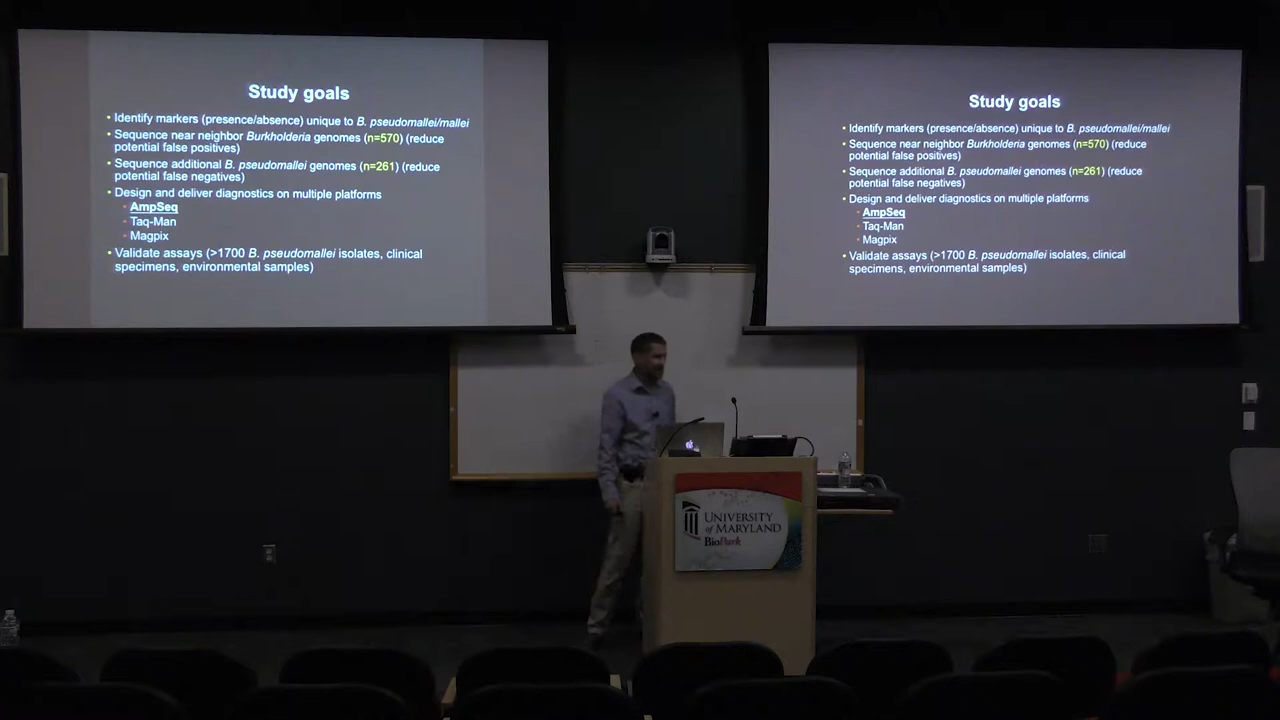 Study goals
• Identify markers (presence/absence) unique to B. pseudomallei/mallei
• Sequence near neighbor Burkholderia genomes (n=570) (reduce
potential false positives)
• Sequence additional B. pseudomallei genomes (n=261) (reduce
potential false negatives)
• Design and deliver diagnostics on multiple platforms
• AmpSeq
• Taq-Man
• Magpix
• Validate assays (>1700 B. pseudomallei isolates, clinical
specimens, environmental samples)
Study goals
• Identify markers (presence/absence) unique to B. pseudomallei/mallei
• Sequence near neighbor Burkholderia genomes (n=570) (reduce
potential false positives)
• Sequence additional B. pseudomallei genomes (n=261) (reduce
potential false negatives)
• Design and deliver diagnostics on multiple platforms
• AmpSeq
• Taq-Man
• Magpix
• Validate assays (>1700 B. pseudomallei isolates, clinical
specimens, environmental samples)
UNIVERSITY
of MARYLAND
BioPark